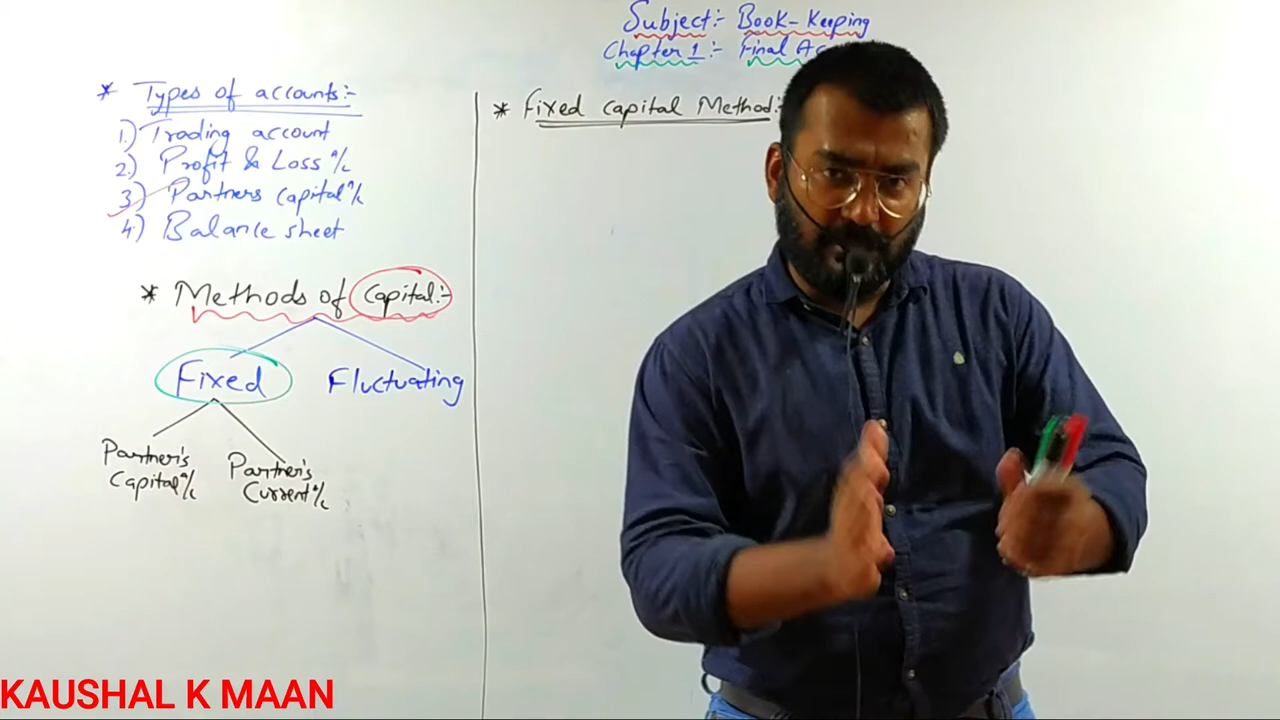 Subject:- Book-Keeping
Chapter 1:- Final Ac
* Types of accounts:-
1.) Trading account
2.) Profit & Loss a/c
3.) Partners capital a/c
4.) Balance sheet
* Methods of Capital:-
Fixed Fluctuating
Partner's Capital a/c
Partner's Current a/c
* Fixed capital Method:-
KAUSHAL K MAAN